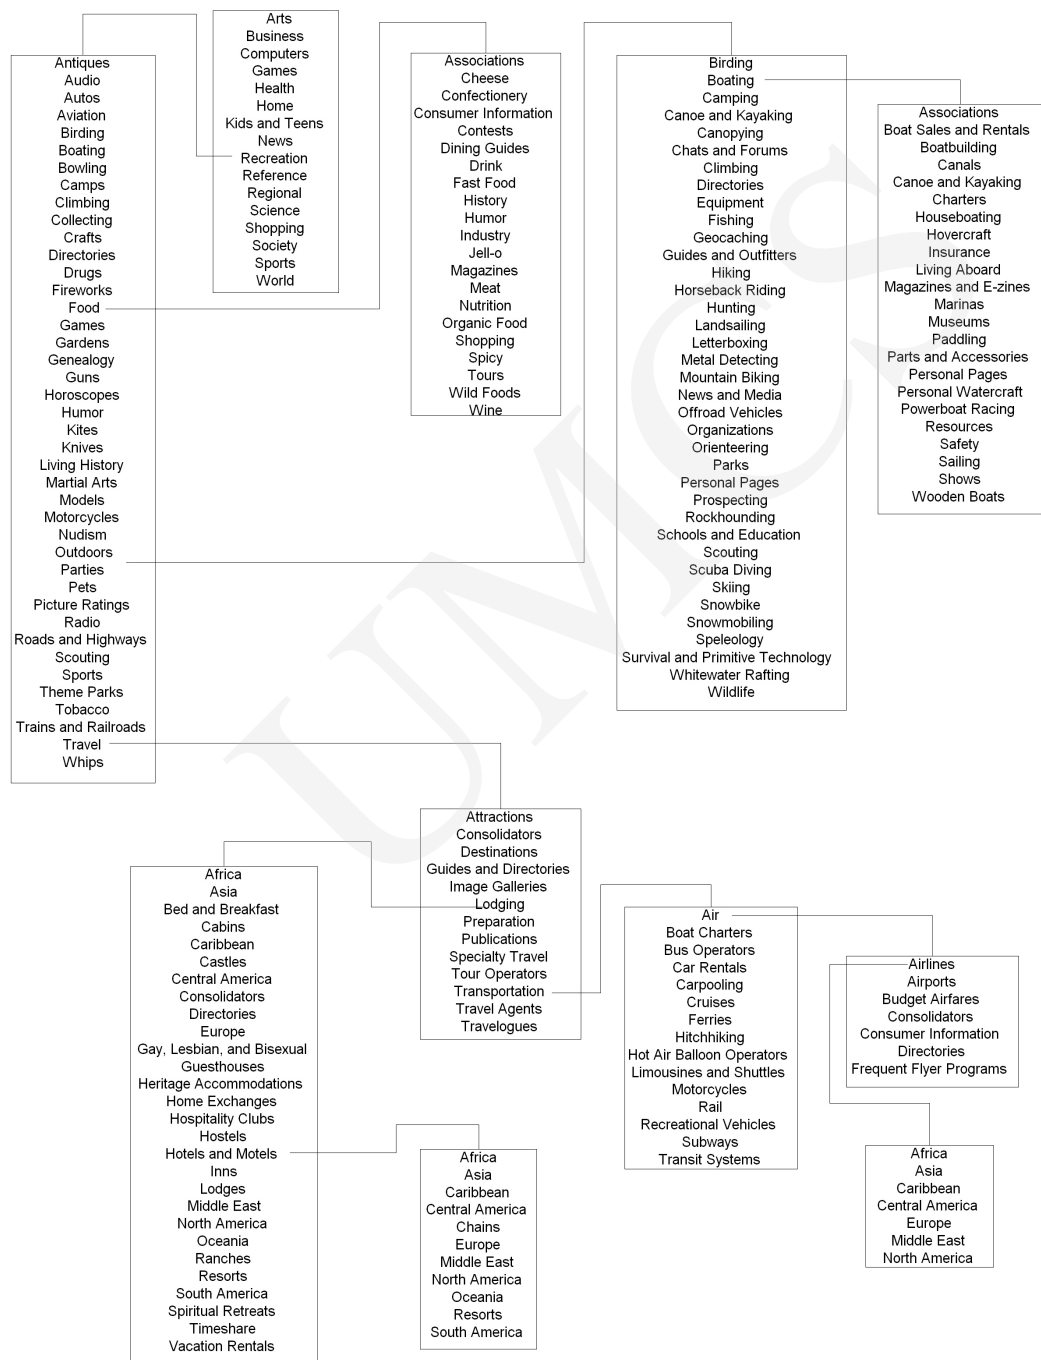 Arts
Business
Computers
Games
Health
Home
Kids and Teens
News
Recreation
Reference
Regional
Science
Shopping
Society
Sports
World
Antiques
Audio
Autos
Aviation
Birding
Boating
Bowling
Camps
Climbing
Collecting
Crafts
Directories
Drugs
Fireworks
Food
Games
Gardens
Genealogy
Guns
Horoscopes
Humor
Kites
Knives
Living History
Martial Arts
Models
Motorcycles
Nudism
Outdoors
Parties
Pets
Picture Ratings
Radio
Roads and Highways
Scouting
Sports
Theme Parks
Tobacco
Trains and Railroads
Travel
Whips
Associations
Cheese
Confectionery
Consumer Information
Contests
Dining Guides
Drink
Fast Food
History
Humor
Industry
Jell-o
Magazines
Meat
Nutrition
Organic Food
Shopping
Spicy
Tours
Wild Foods
Wine
Birding
Boating
Camping
Canoe and Kayaking
Canopying
Chats and Forums
Climbing
Directories
Equipment
Fishing
Geocaching
Guides and Outfitters
Hiking
Horseback Riding
Hunting
Landsailing
Letterboxing
Metal Detecting
Mountain Biking
News and Media
Offroad Vehicles
Organizations
Orienteering
Parks
Personal Pages
Prospecting
Rockhounding
Schools and Education
Scouting
Scuba Diving
Skiing
Snowbike
Snowmobiling
Speleology
Survival and Primitive Technology
Whitewater Rafting
Wildlife
Associations
Boat Sales and Rentals
Boatbuilding
Canals
Canoe and Kayaking
Charters
Houseboating
Hovercraft
Insurance
Living Aboard
Magazines and E-zines
Marinas
Museums
Paddling
Parts and Accessories
Personal Pages
Personal Watercraft
Powerboat Racing
Resources
Safety
Sailing
Shows
Wooden Boats
Attractions
Consolidators
Destinations
Guides and Directories
Image Galleries
Lodging
Preparation
Publications
Specialty Travel
Tour Operators
Transportation
Travel Agents
Travelogues
Africa
Asia
Bed and Breakfast
Cabins
Caribbean
Castles
Central America
Consolidators
Directories
Europe
Gay, Lesbian, and Bisexual
Guesthouses
Heritage Accommodations
Home Exchanges
Hospitality Clubs
Hostels
Hotels and Motels
Inns
Lodges
Middle East
North America
Oceania
Ranches
Resorts
South America
Spiritual Retreats
Timeshare
Vacation Rentals
Africa
Asia
Caribbean
Central America
Chains
Europe
Middle East
North America
Oceania
Resorts
South America
Air
Boat Charters
Bus Operators
Car Rentals
Carpooling
Cruises
Ferries
Hitchhiking
Hot Air Balloon Operators
Limousines and Shuttles
Motorcycles
Rail
Recreational Vehicles
Subways
Transit Systems
Airlines
Airports
Budget Airfares
Consolidators
Consumer Information
Directories
Frequent Flyer Programs
Africa
Asia
Caribbean
Central America
Europe
Middle East
North America
UMCS